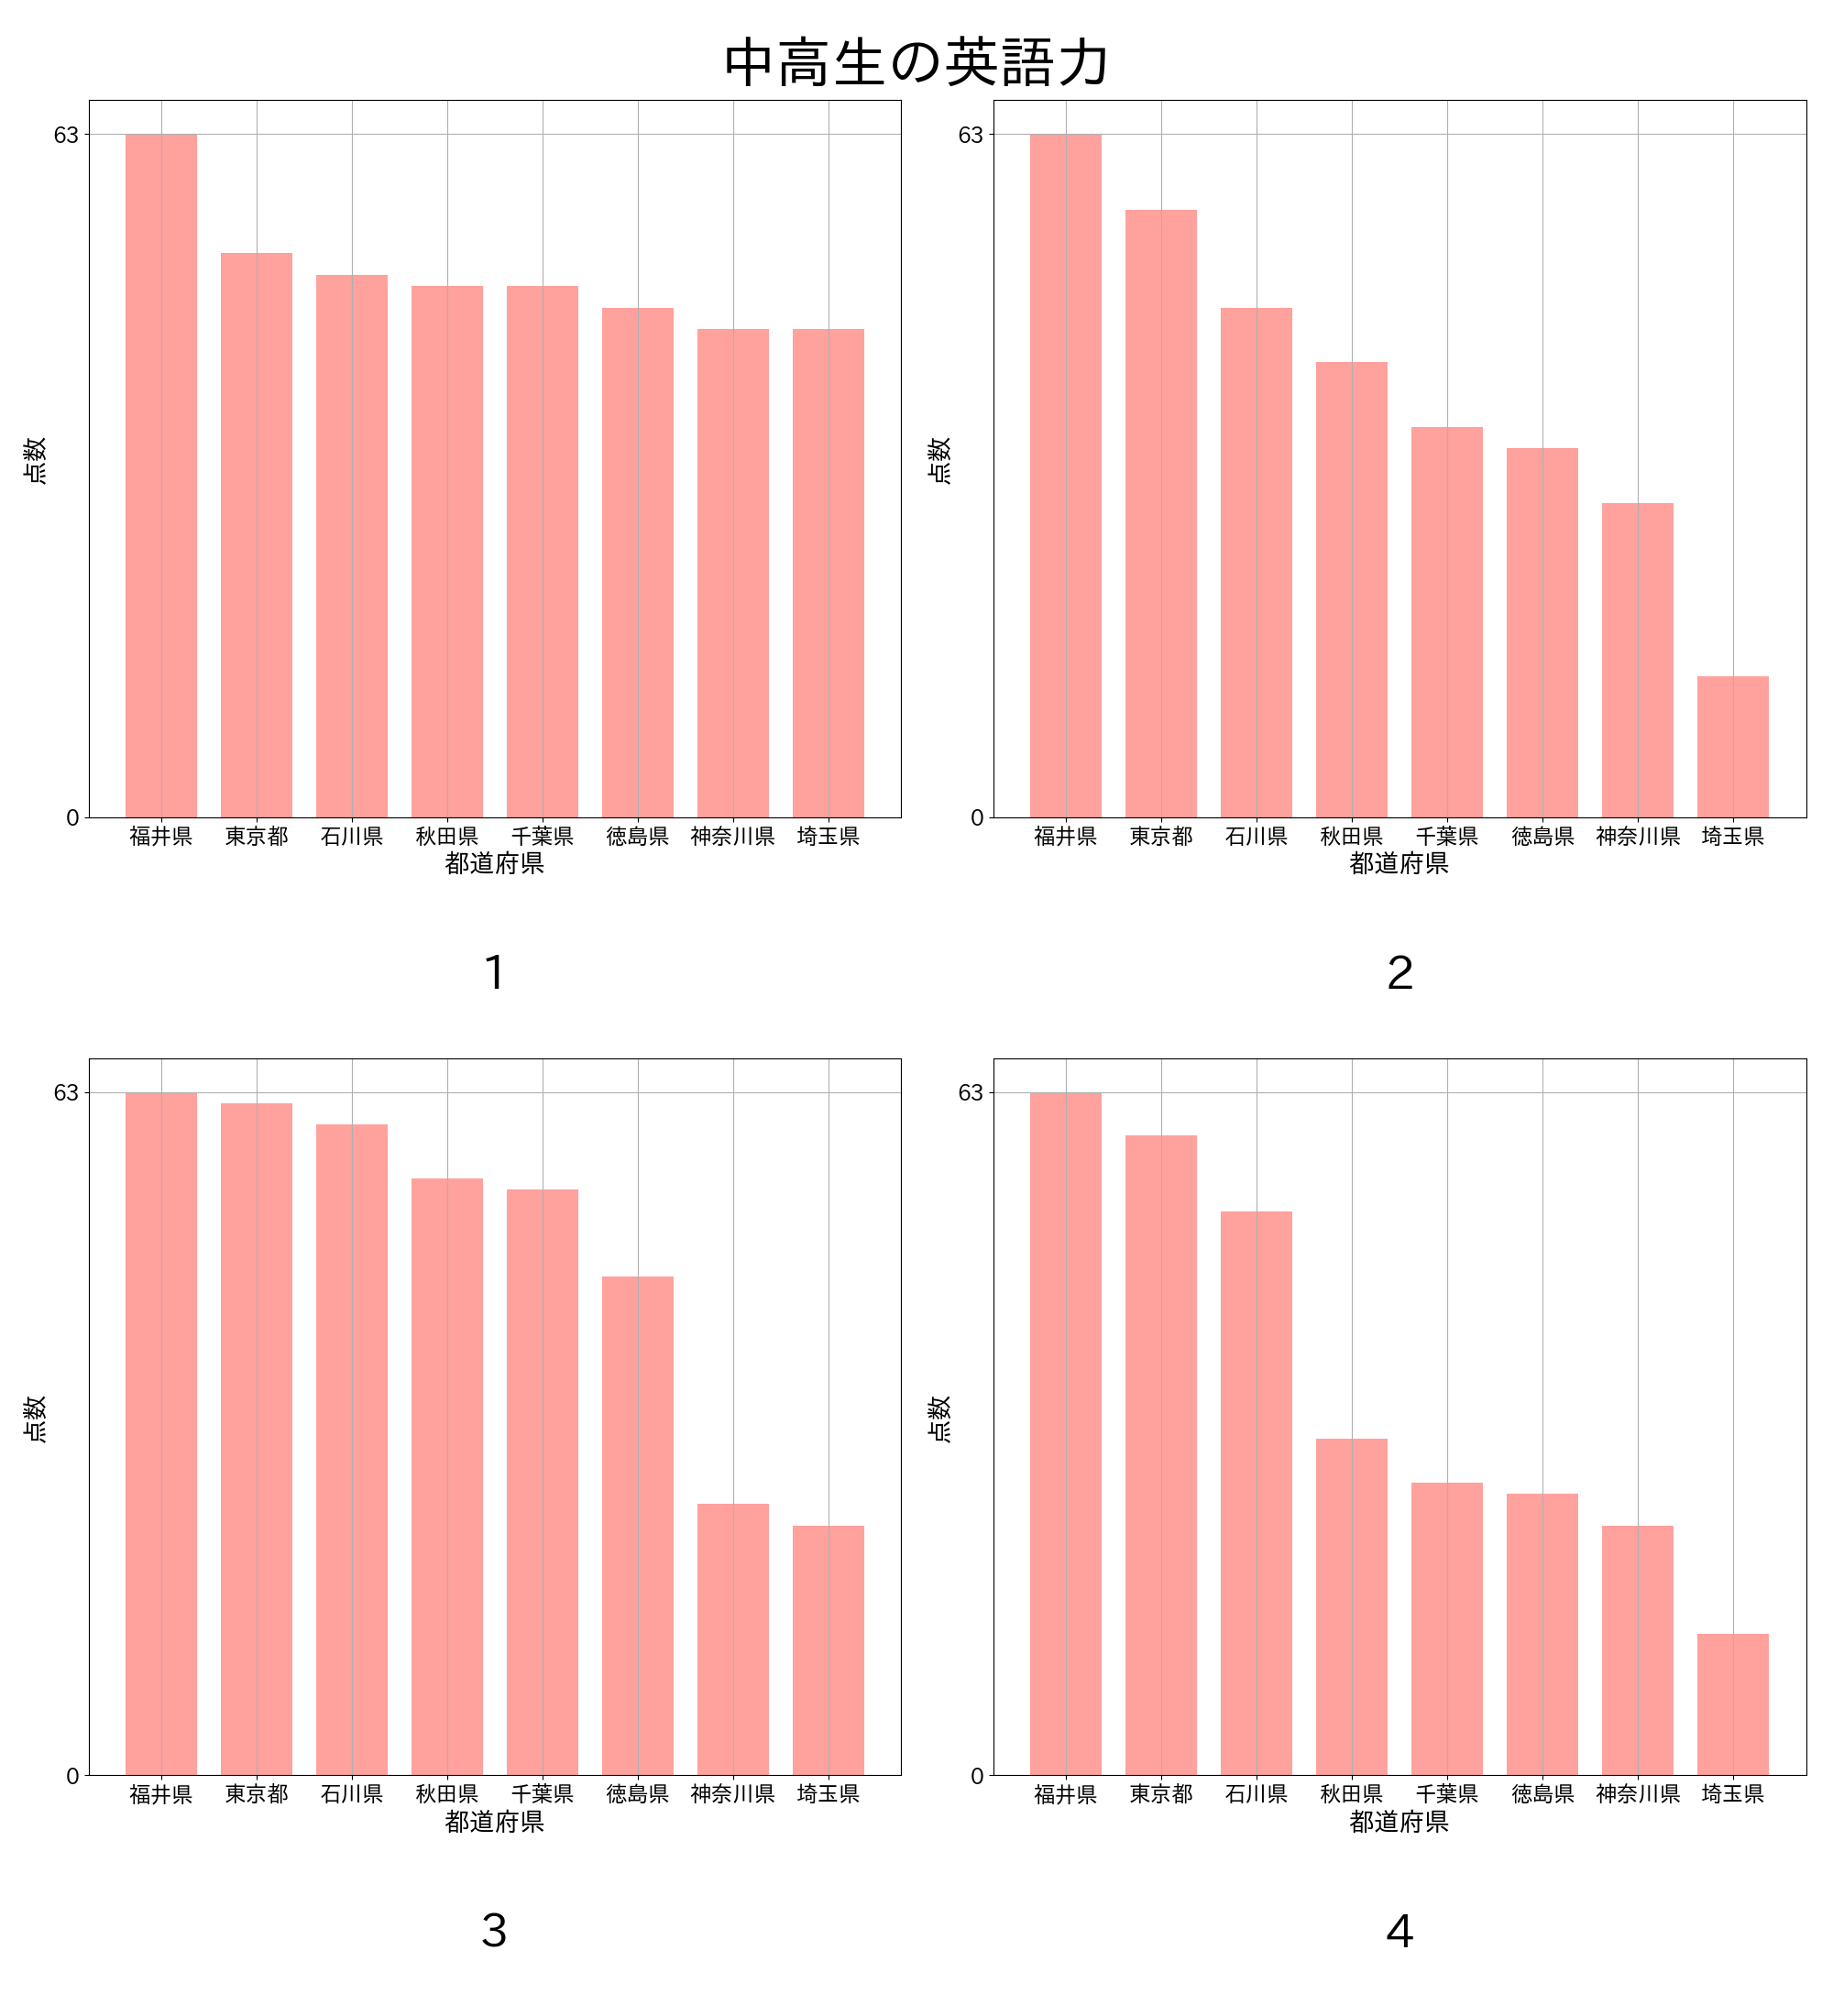 中高生の英語力
63
0
点数
福井県 東京都 石川県 秋田県 千葉県 徳島県 神奈川県 埼玉県
都道府県
1
63
0
点数
福井県 東京都 石川県 秋田県 千葉県 徳島県 神奈川県 埼玉県
都道府県
2
63
0
点数
福井県 東京都 石川県 秋田県 千葉県 徳島県 神奈川県 埼玉県
都道府県
3
63
0
点数
福井県 東京都 石川県 秋田県 千葉県 徳島県 神奈川県 埼玉県
都道府県
4